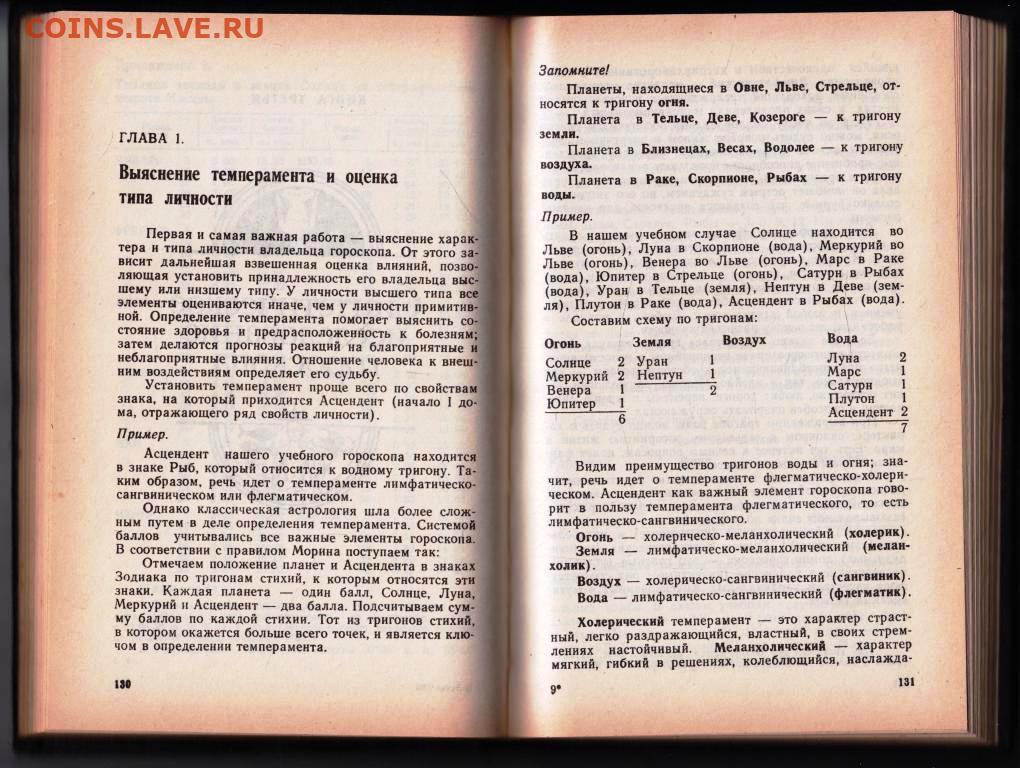 COINS.LAVE.RU
ГЛАВА 1.
Выяснение темперамента и оценка
типа личности
Первая и самая важная работа — выяснение харак-
тера и типа личности владельца гороскопа. От этого за-
висит дальнейшая взвешенная оценка влияний, позво-
ляющая установить принадлежность его владельца выс-
шему или низшему типу. У личности высшего типа все
элементы оцениваются иначе, чем у личности примитив-
ной. Определение темперамента помогает выяснить со-
стояние здоровья и предрасположенность к болезням;
затем делаются прогнозы реакций на благоприятные и
неблагоприятные влияния. Отношение человека к внеш-
ним воздействиям определяет его судьбу.
Установить темперамент проще всего по свойствам
знака, на который приходится Асцендент (начало I до-
ма, отражающего ряд свойств личности).
Пример.
Асцендент нашего учебного гороскопа находится
в знаке Рыб, который относится к водному тригону. Та-
ким образом, речь идет о темпераменте лимфатическо-
сангвиническом или флегматическом.
Однако классическая астрология шла более слож-
ным путем в деле определения темперамента. Системой
баллов учитывались все важные элементы гороскопа.
В соответствии с правилом Морина поступаем так:
Отмечаем положение планет и Асцендента в знаках
Зодиака по тригонам стихий, к которым относятся эти
знаки. Каждая планета — один балл, Солнце, Луна,
Меркурий и Асцендент — два балла. Подсчитываем сум-
му баллов по каждой стихии. Тот из тригонов стихий,
в котором окажется больше всего точек, и является клю-
чом в определении темперамента.
130
Запомните!
Планеты, находящиеся в Овне, Льве, Стрельце, от-
носятся к тригону огня.
Планета в Тельце, Деве, Козероге — к тригону
земли.
Планета в Близнецах, Весах, Водолее — к тригону
воздуха.
Планета в Раке, Скорпионе, Рыбах — к тригону
воды.
Пример.
В нашем учебном случае Солнце находится во
Льве (огонь), Луна в Скорпионе (вода), Меркурий во
Льве (огонь), Венера во Льве (огонь), Марс в Раке
(вода), Юпитер в Стрельце (огонь), Сатурн в Рыбах
(вода), Уран в Тельце (земля), Нептун в Деве (зем-
ля), Плутон в Раке (вода), Асцендент в Рыбах (вода).
Составим схему по тригонам:
Огонь Земля Воздух Вода
Солнце 2 Уран 1 Луна 2
Меркурий 2 Нептун 1 Марс 1
Венера 1 2 Сатурн 1
Юпитер 1 Плутон 1
6 Асцендент 2
7
Видим преимущество тригонов воды и огня; зна-
чит, речь идет о темпераменте флегматическо-холери-
ческом. Асцендент как важный элемент гороскопа гово-
рит в пользу темперамента флегматического, то есть
лимфатическо-сангвинического.
Огонь — холерическо-меланхолический (холерик).
Земля — лимфатическо-меланхолический (мелан-
холик).
Воздух — холерическо-сангвинический (сангвиник).
Вода — лимфатическо-сангвинический (флегматик).
Холерический темперамент — это характер страст-
ный, легко раздражающийся, властный, в своих стрем-
лениях настойчивый. Меланхолический — характер
мягкий, гибкий в решениях, колеблющийся, наслажда-
9*
131